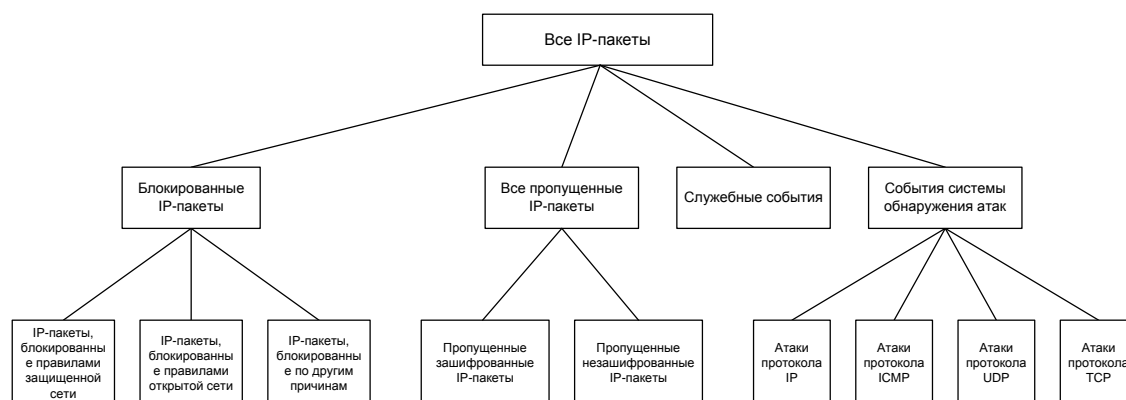 Все IP-пакеты
Блокированные
IP-пакеты
Все пропущенные
IP-пакеты
Служебные события
События системы
обнаружения атак
IP-пакеты,
блокированны
е правилами
защищенной
сети
IP-пакеты,
блокированны
е правилами
открытой сети
IP-пакеты,
блокированны
е по другим
причинам
Пропущенные
зашифрованные
IP-пакеты
Пропущенные
незашифрованные
IP-пакеты
Атаки
протокола
IP
Атаки
протокола
ICMP
Атаки
протокола
UDP
Атаки
протокола
TCP